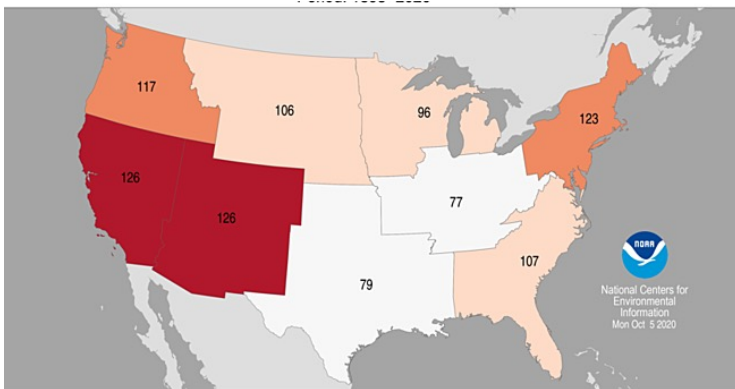 117
106
96
123
126
126
77
79
107
NOAA
National Centers for
Environmental
Information
Mon Oct 5 2020